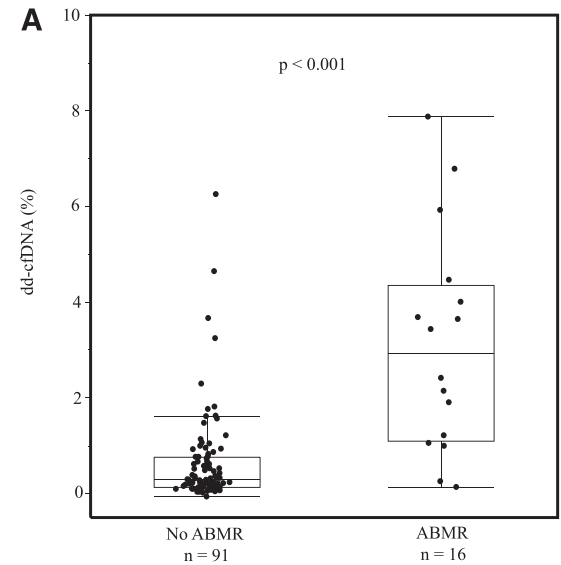 A
10
8
6
4
2
0
dd-cfDNA (%)
p < 0.001
No ABMR
n = 91
ABMR
n = 16